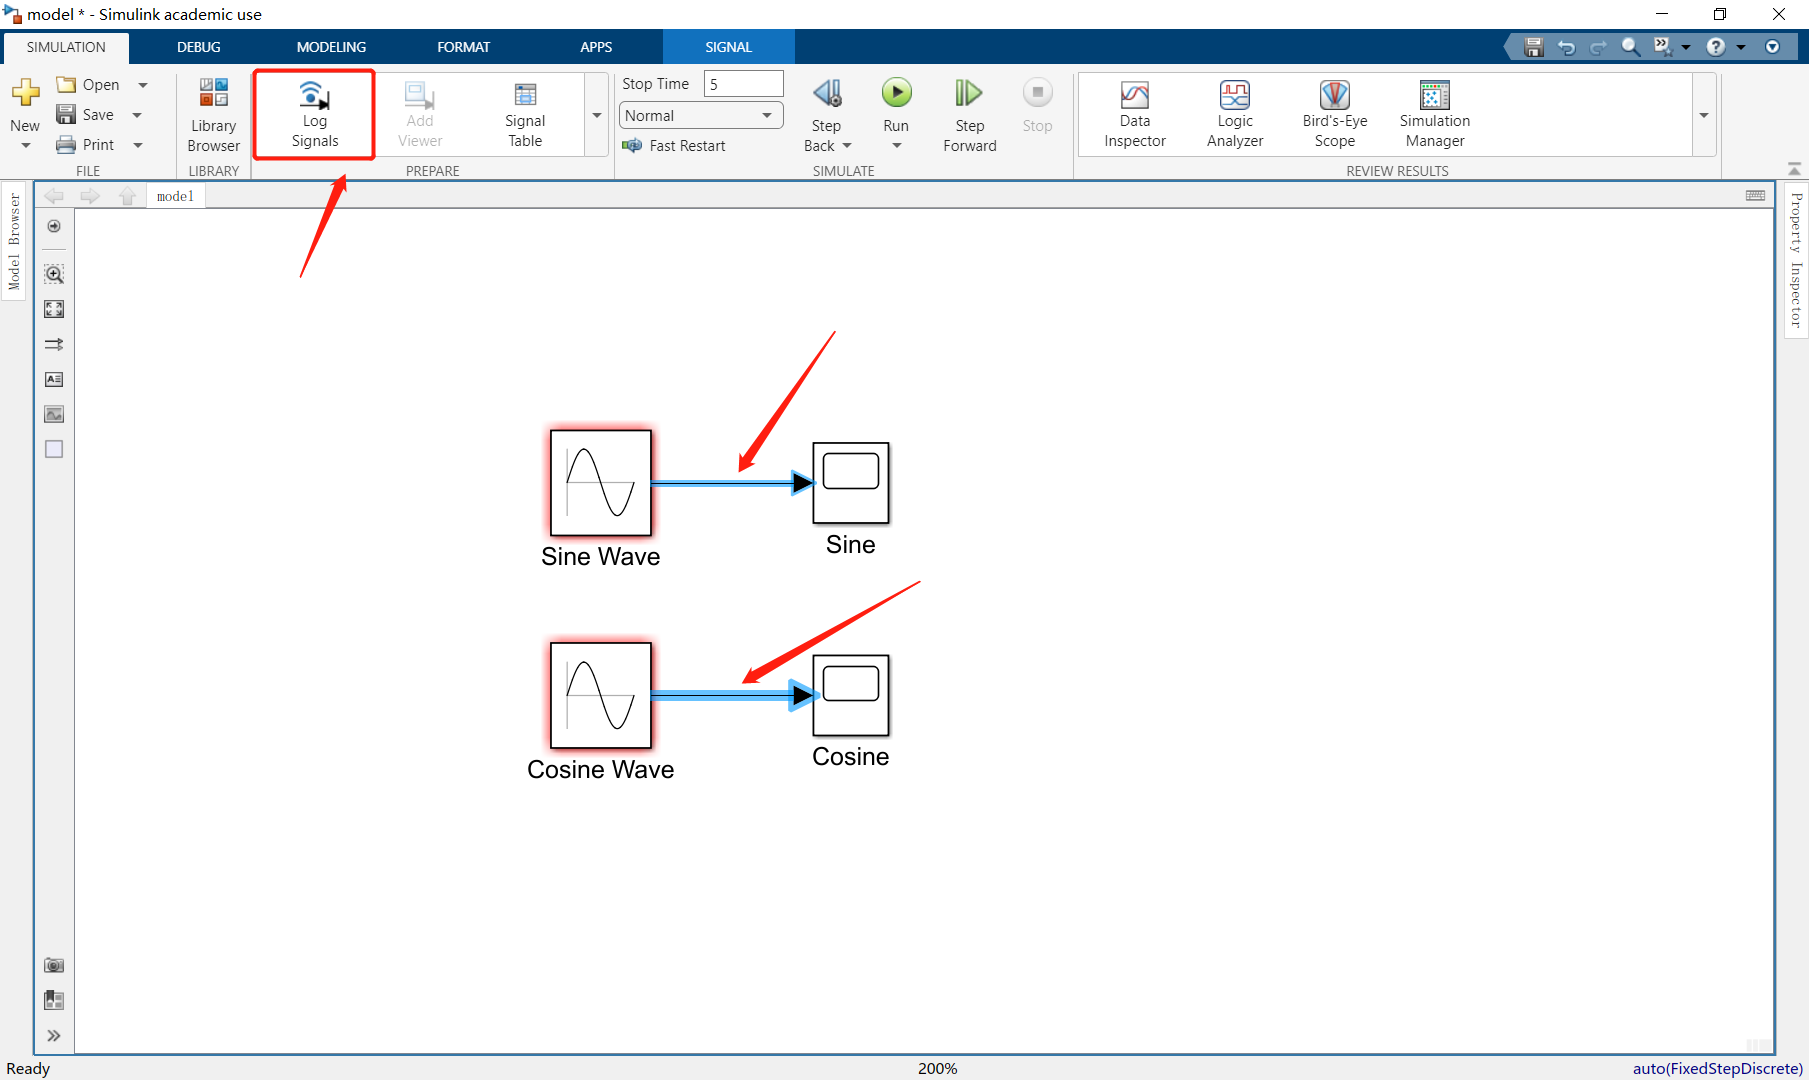 model * - Simulink academic use
SIMULATION
DEBUG
MODELING
FORMAT
APPS
SIGNAL
New
Open
Save
Print
FILE
Library
Browser
LIBRARY
Log
Signals
Add
Viewer
Signal
Table
PREPARE
Stop Time
5
Normal
Fast Restart
Step
Back
Run
Step
Forward
Stop
SIMULATE
Data
Inspector
Logic
Analyzer
Bird's-Eye
Scope
Simulation
Manager
REVIEW RESULTS
Model Browser
model
Property Inspector
Sine Wave
Sine
Cosine Wave
Cosine
Ready
200%
auto(FixedStepDiscrete)